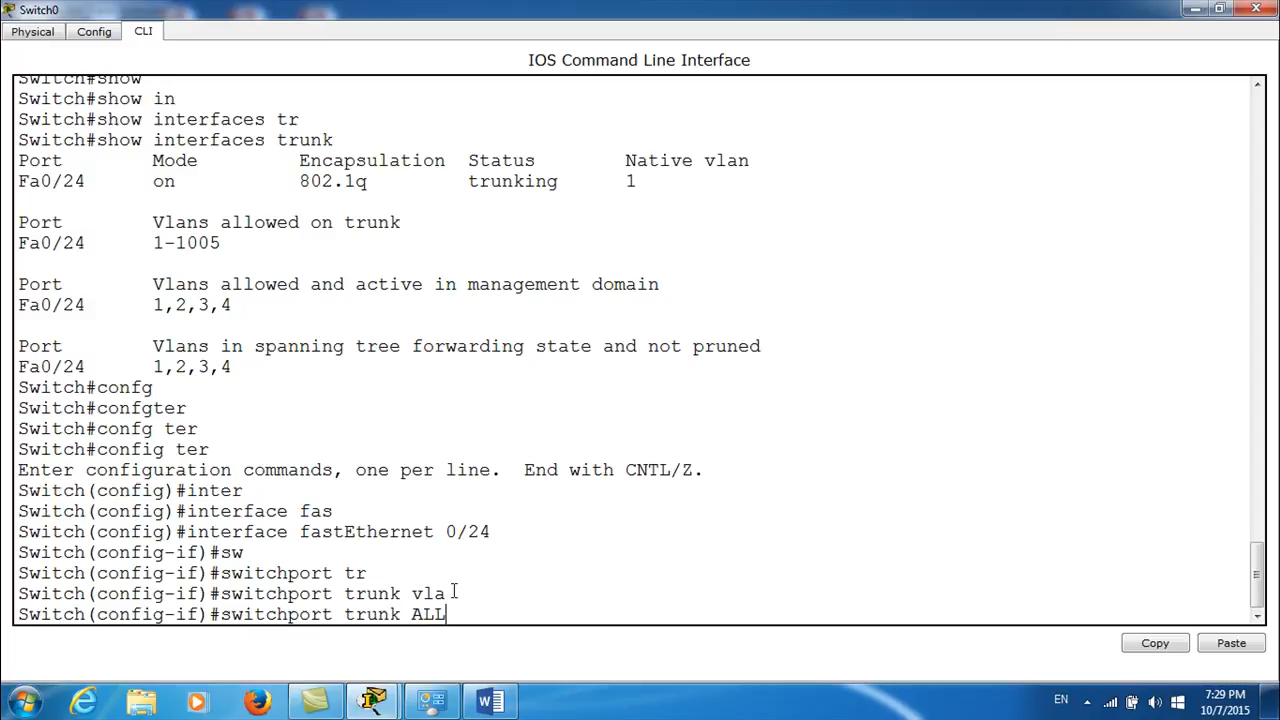 Switch0
Physical Config CLI
IOS Command Line Interface
Switch#show
Switch#show in
Switch#show interfaces tr
Switch#show interfaces trunk
Port Mode Encapsulation Status Native vlan
Fa0/24 on 802.1q trunking 1
Port Vlans allowed on trunk
Fa0/24 1-1005
Port Vlans allowed and active in management domain
Fa0/24 1,2,3,4
Port Vlans in spanning tree forwarding state and not pruned
Fa0/24 1,2,3,4
Switch#confg
Switch#confgter
Switch#confg ter
Switch#config ter
Enter configuration commands, one per line. End with CNTL/Z.
Switch(config)#inter
Switch(config)#interface fas
Switch(config)#interface fastEthernet 0/24
Switch(config-if)#sw
Switch(config-if)#switchport tr
Switch(config-if)#switchport trunk vla
Switch(config-if)#switchport trunk ALL
Copy Paste
EN 7:29 PM
10/7/2015